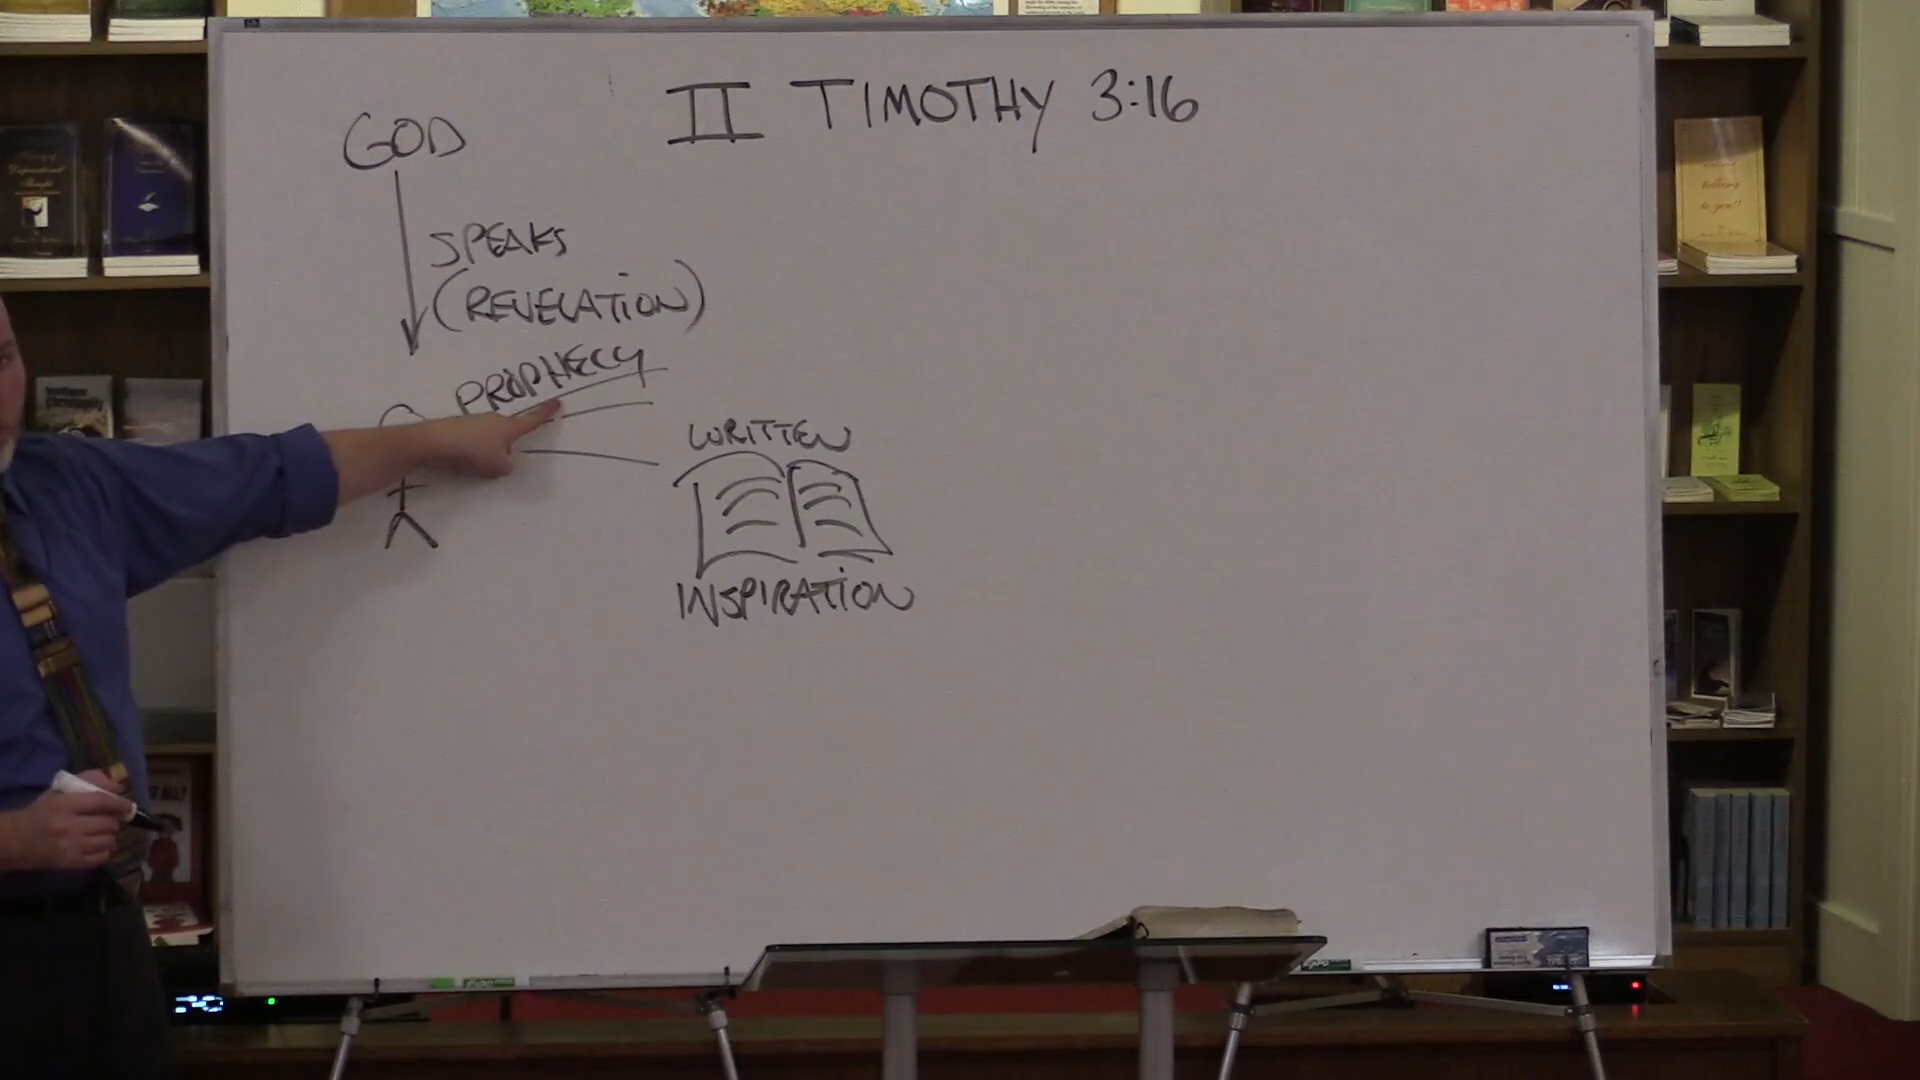 II TIMOTHY 3:16
GOD
SPEAKS
(REVELATION)
PROPHECY
WRITTEN
INSPIRATION